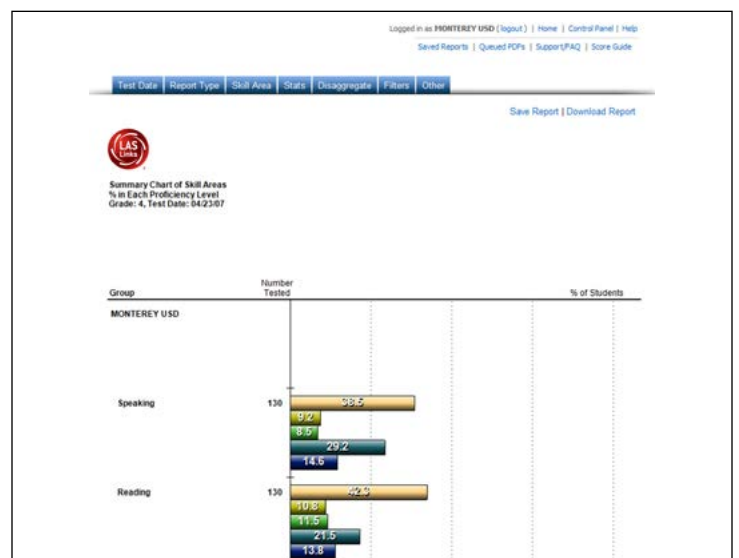 Logged in as MONTEREY USD (logout) | Home | Control Panel | Help
Saved Reports | Queued PDFs | Support/FAQ | Score Guide
Test Date Report Type Skill Area Stats Disaggregate Filters Other
Save Report | Download Report
LAS
Links
Summary Chart of Skill Areas
% in Each Proficiency Level
Grade: 4, Test Date: 04/23/07
Group Number Tested % of Students
MONTEREY USD
Speaking 130 38.5
9.2
8.5
29.2
14.6
Reading 130 42.3
10.8
11.5
21.5
13.8